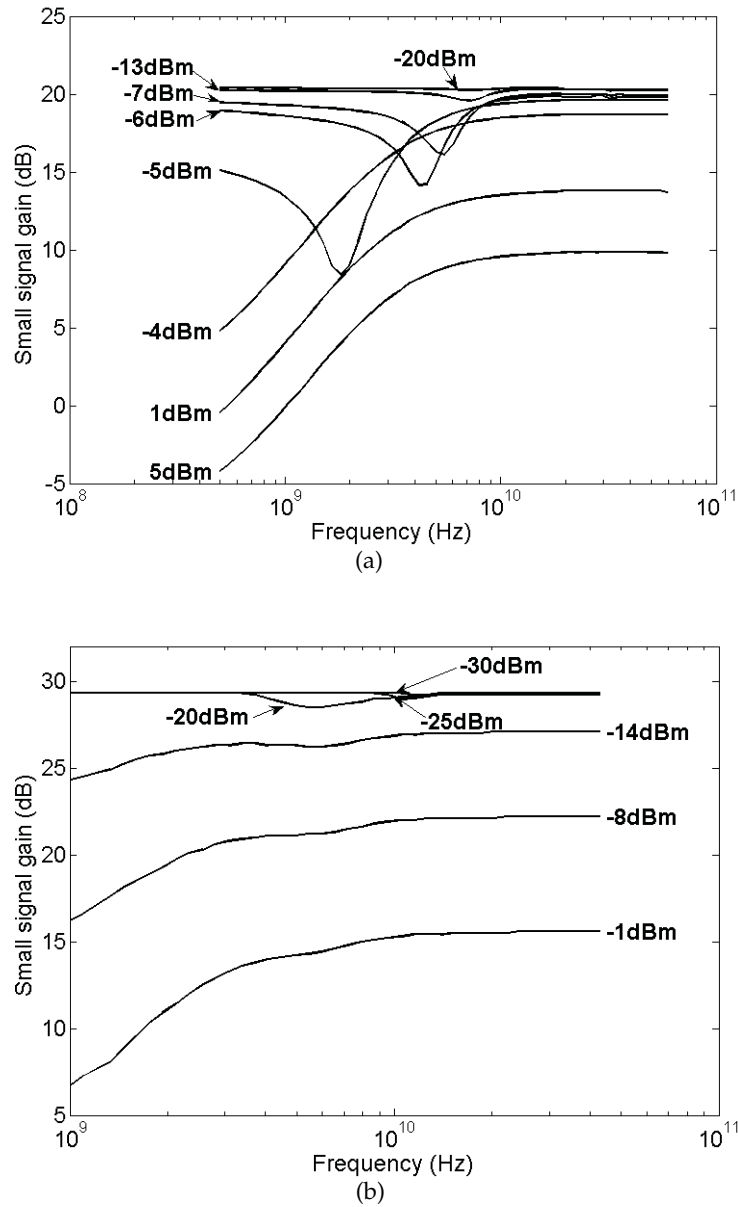 25
20
15
10
5
0
-5
Small signal gain (dB)
-20dBm
-13dBm
-7dBm
-6dBm
-5dBm
-4dBm
1dBm
5dBm
10^8
10^9
10^10
10^11
Frequency (Hz)
(a)
30
25
20
15
10
5
Small signal gain (dB)
-30dBm
-20dBm
-25dBm
-14dBm
-8dBm
-1dBm
10^9
10^10
10^11
Frequency (Hz)
(b)